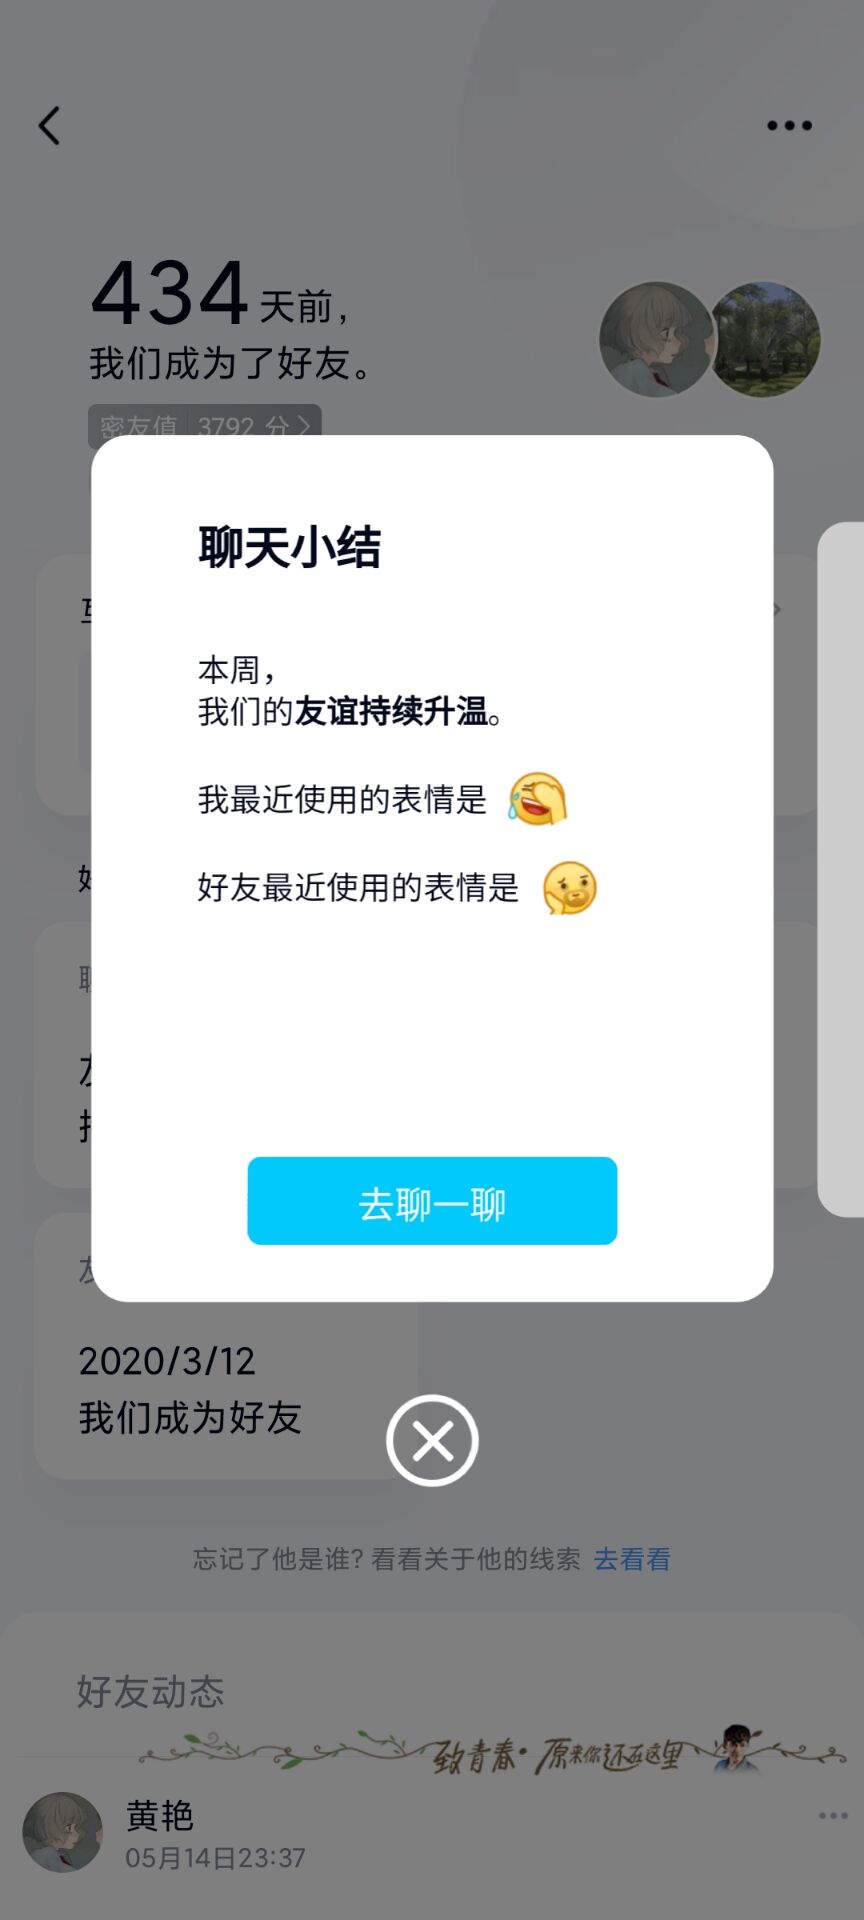 434 天前，
我们成为了好友。
密友值 3792 分
聊天小结
本周，
我们的友谊持续升温。
我最近使用的表情是
好友最近使用的表情是
去聊一聊
2020/3/12
我们成为好友
忘记了他是谁? 看看关于他的线索 去看看
好友动态
致青春·原来你还在这里
黄艳
05月14日23:37